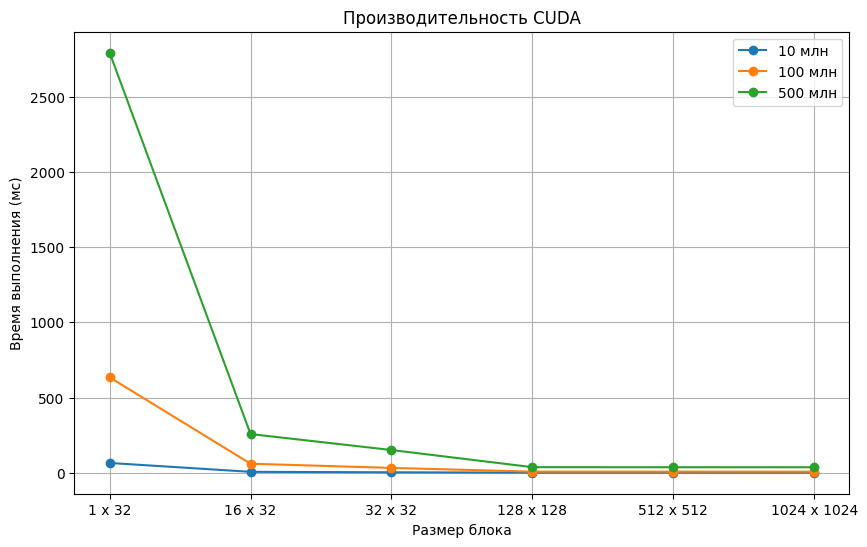 Производительность CUDA
10 млн
100 млн
500 млн
Время выполнения (мс)
2500
2000
1500
1000
500
0
1 x 32
16 x 32
32 x 32
128 x 128
512 x 512
1024 x 1024
Размер блока